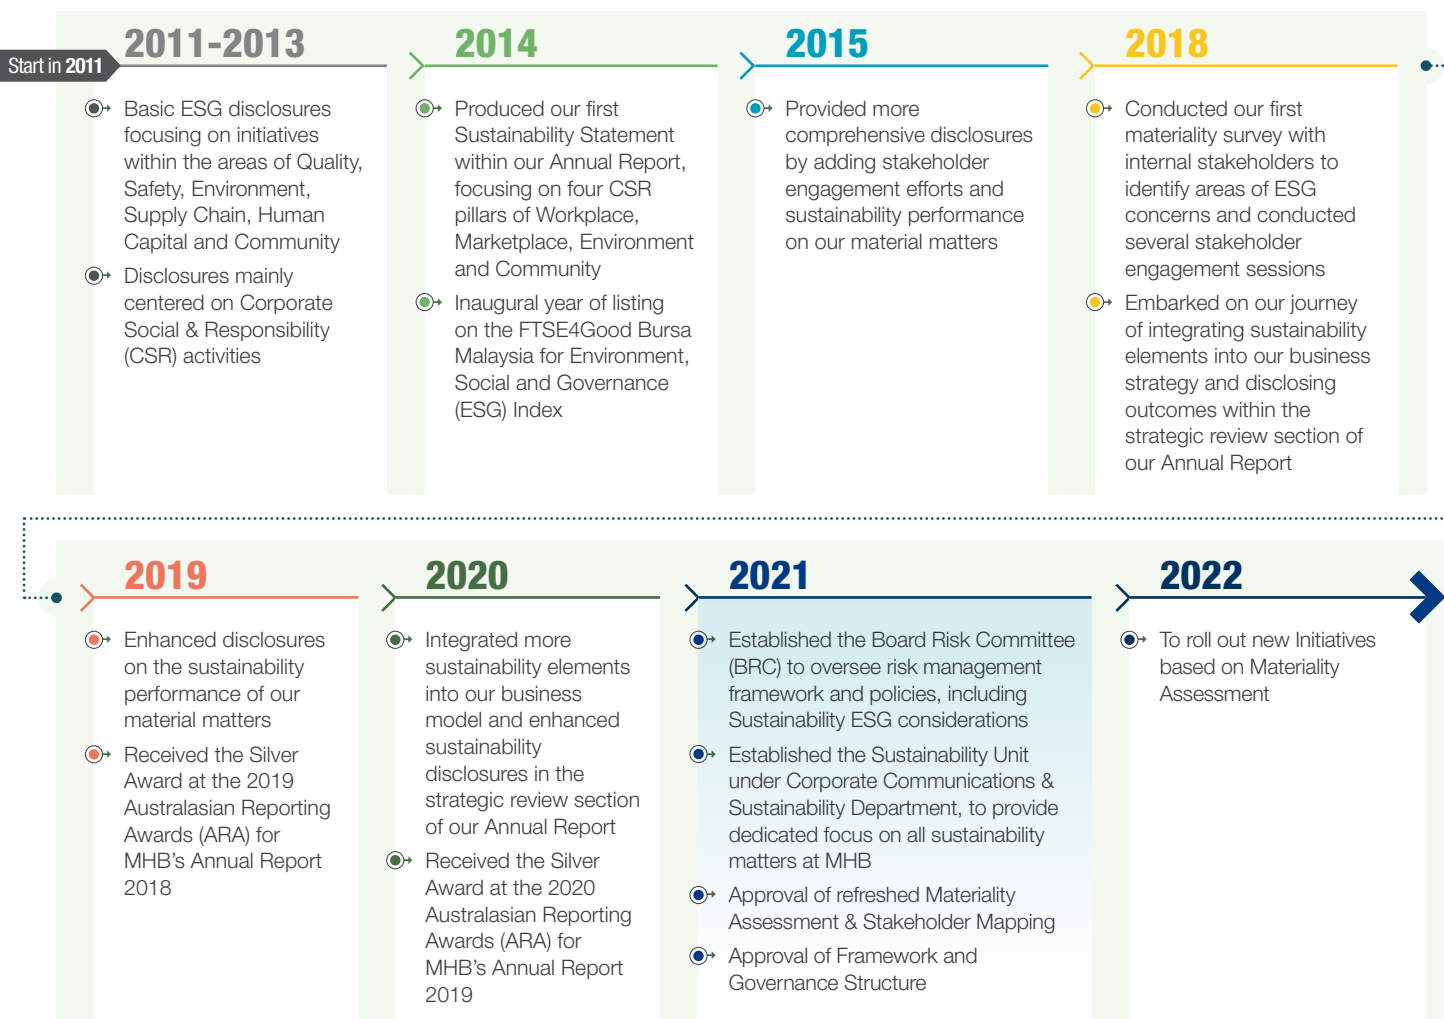 Start in 2011
2011-2013
Basic ESG disclosures
focusing on initiatives
within the areas of Quality,
Safety, Environment,
Supply Chain, Human
Capital and Community
Disclosures mainly
centered on Corporate
Social & Responsibility
(CSR) activities
2014
Produced our first
Sustainability Statement
within our Annual Report,
focusing on four CSR
pillars of Workplace,
Marketplace, Environment
and Community
Inaugural year of listing
on the FTSE4Good Bursa
Malaysia for Environment,
Social and Governance
(ESG) Index
2015
Provided more
comprehensive disclosures
by adding stakeholder
engagement efforts and
sustainability performance
on our material matters
2018
Conducted our first
materiality survey with
internal stakeholders to
identify areas of ESG
concerns and conducted
several stakeholder
engagement sessions
Embarked on our journey
of integrating sustainability
elements into our business
strategy and disclosing
outcomes within the
strategic review section of
our Annual Report
2019
Enhanced disclosures
on the sustainability
performance of our
material matters
Received the Silver
Award at the 2019
Australasian Reporting
Awards (ARA) for
MHB's Annual Report
2018
2020
Integrated more
sustainability elements
into our business
model and enhanced
sustainability
disclosures in the
strategic review section
of our Annual Report
Received the Silver
Award at the 2020
Australasian Reporting
Awards (ARA) for
MHB's Annual Report
2019
2021
Established the Board Risk Committee
(BRC) to oversee risk management
framework and policies, including
Sustainability ESG considerations
Established the Sustainability Unit
under Corporate Communications &
Sustainability Department, to provide
dedicated focus on all sustainability
matters at MHB
Approval of refreshed Materiality
Assessment & Stakeholder Mapping
Approval of Framework and
Governance Structure
2022
To roll out new Initiatives
based on Materiality
Assessment